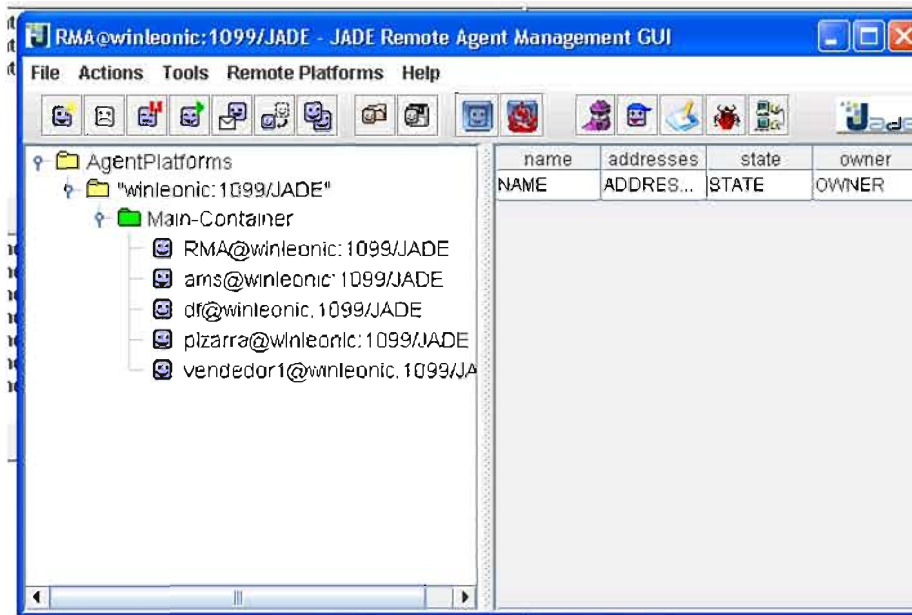 RMA@winleonic:1099/JADE - JADE Remote Agent Management GUI
File Actions Tools Remote Platforms Help
Jade
AgentPlatforms
"winleonic:1099/JADE"
Main-Container
RMA@winleonic:1099/JADE
ams@winleonic:1099/JADE
df@winleonic:1099/JADE
pizarra@winleonic:1099/JADE
vendedor1@winleonic:1099/JA
name addresses state owner
NAME ADDRES... STATE OWNER